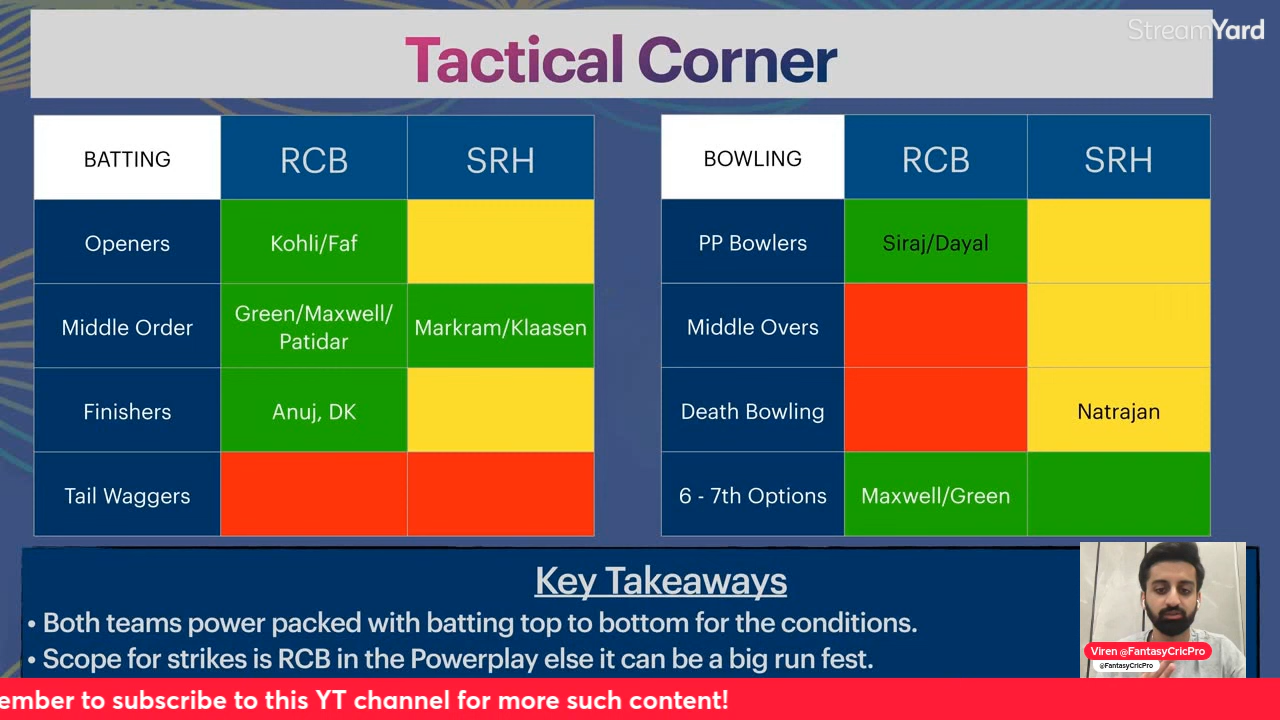 StreamYard
Tactical Corner
BATTING RCB SRH
Openers Kohli/Faf
Middle Order Green/Maxwell/
Patidar Markram/Klaasen
Finishers Anuj, DK
Tail Waggers
BOWLING RCB SRH
PP Bowlers Siraj/Dayal
Middle Overs
Death Bowling Natrajan
6 - 7th Options Maxwell/Green
Key Takeaways
• Both teams power packed with batting top to bottom for the conditions.
• Scope for strikes is RCB in the Powerplay else it can be a big run fest.
Viren @FantasyCricPro
@FantasyCricPro
ember to subscribe to this YT channel for more such content!